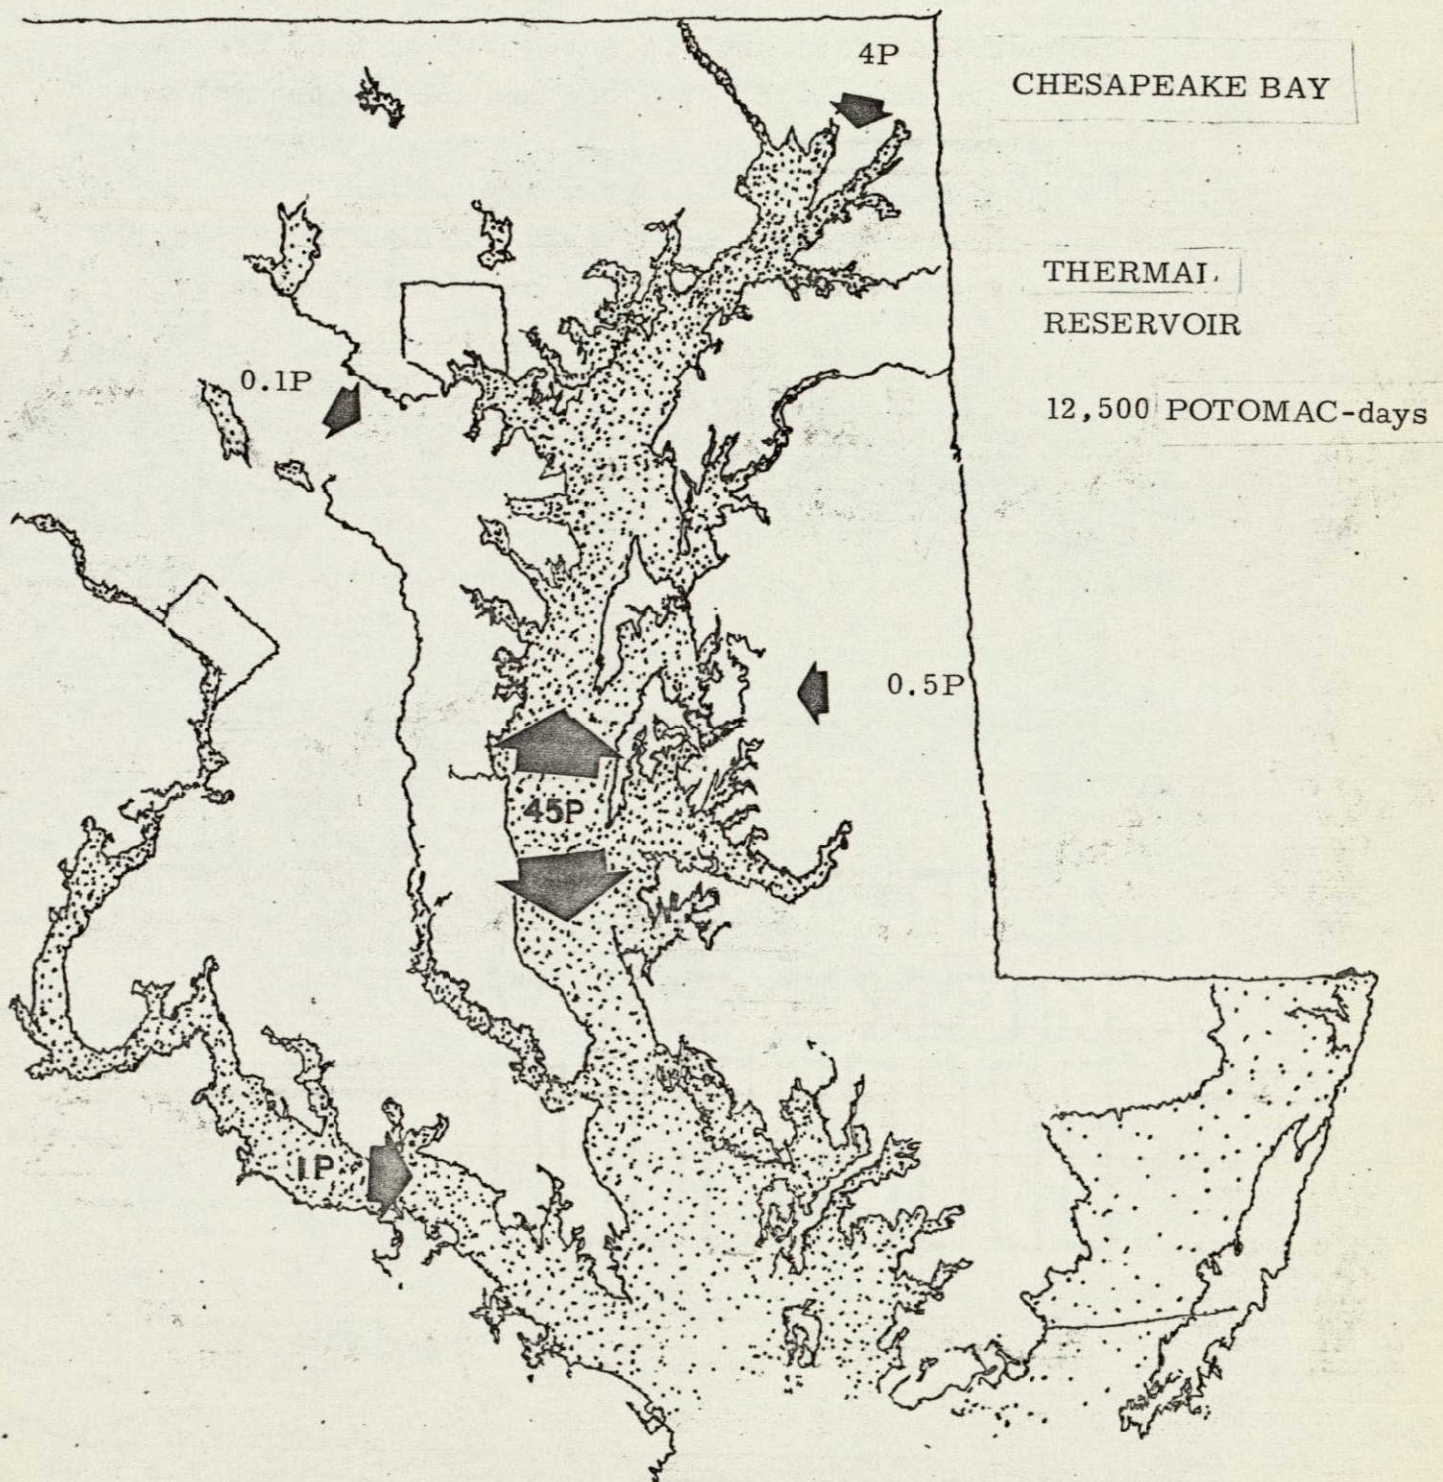 4P
CHESAPEAKE BAY
THERMAL
RESERVOIR
0.1P
12,500 POTOMAC-days
0.5P
45P
1P